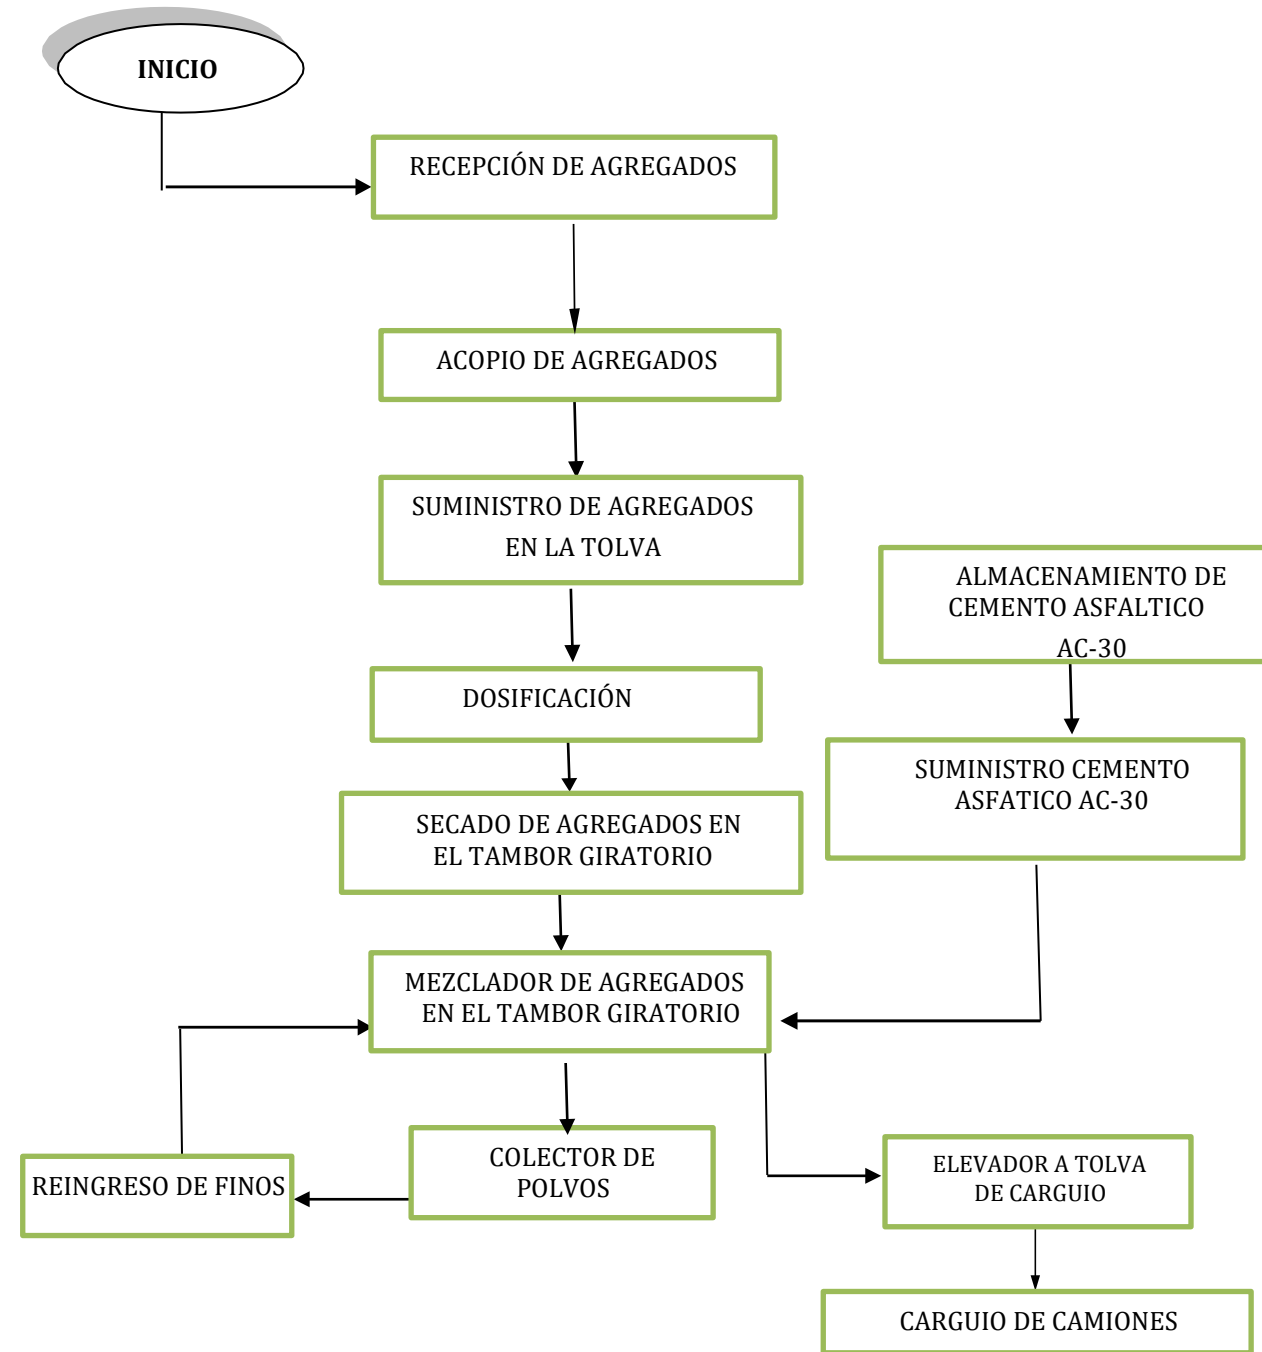 INICIO
RECEPCIÓN DE AGREGADOS
ACOPIO DE AGREGADOS
SUMINISTRO DE AGREGADOS
EN LA TOLVA
ALMACENAMIENTO DE
CEMENTO ASFALTICO
AC-30
DOSIFICACIÓN
SUMINISTRO CEMENTO
ASFATICO AC-30
SECADO DE AGREGADOS EN
EL TAMBOR GIRATORIO
MEZCLADOR DE AGREGADOS
EN EL TAMBOR GIRATORIO
COLECTOR DE
POLVOS
REINGRESO DE FINOS
ELEVADOR A TOLVA
DE CARGUIO
CARGUIO DE CAMIONES